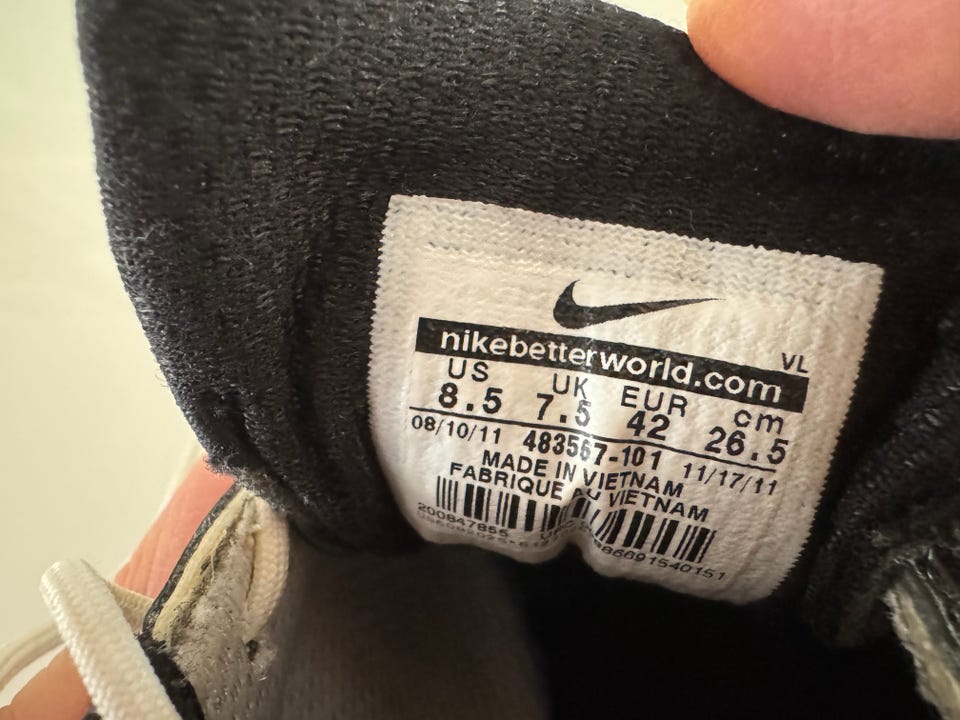 VL
nikebetterworld.com
US UK EUR cm
8.5 7.5 42 26.5
08/10/11 483567-101 11/17/11
MADE IN VIETNAM
FABRIQUE AU VIETNAM
200847855